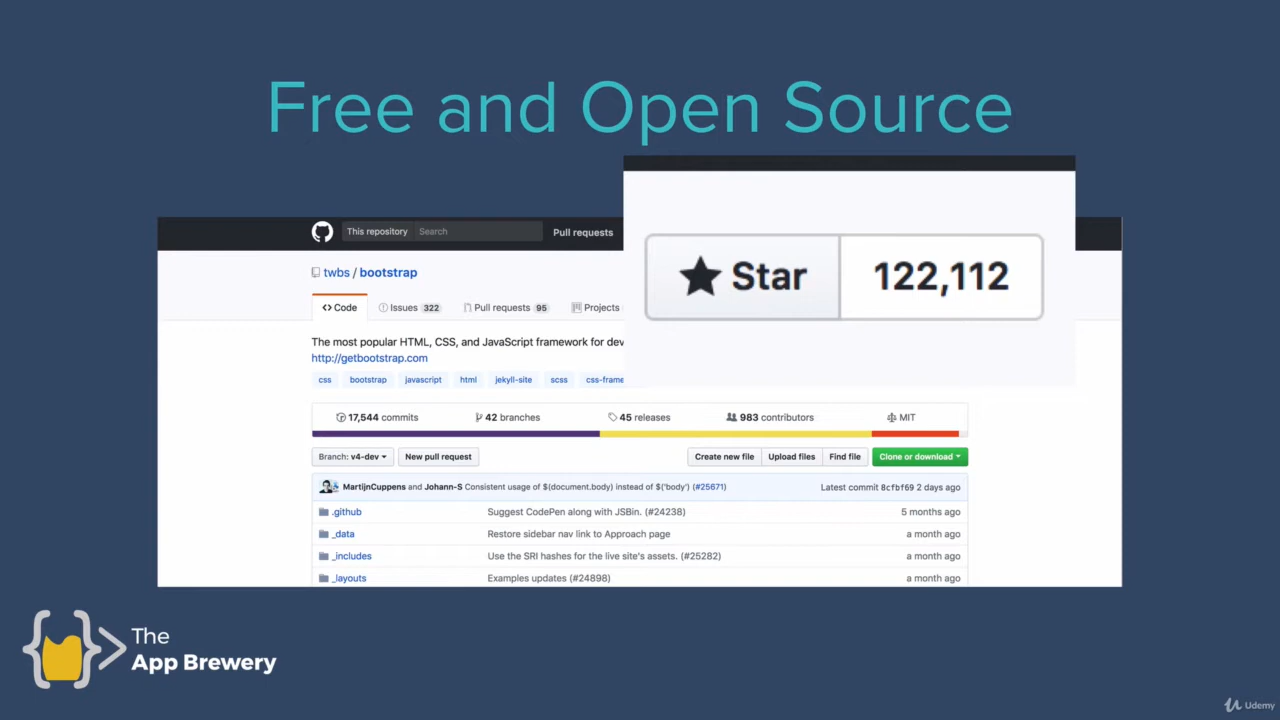 Free and Open Source
This repository Search Pull requests
Star 122,112
twbs / bootstrap
Code Issues 322 Pull requests 95 Projects
The most popular HTML, CSS, and JavaScript framework for dev
http://getbootstrap.com
css bootstrap javascript html jekyll-site scss css-frame
17,544 commits 42 branches 45 releases 983 contributors MIT
Branch: v4-dev New pull request Create new file Upload files Find file Clone or download
MartijnCuppens and Johann-S Consistent usage of $(document.body) instead of $('body') (#25671) Latest commit 8cfbf69 2 days ago
.github Suggest CodePen along with JSBin. (#24238) 5 months ago
_data Restore sidebar nav link to Approach page a month ago
_includes Use the SRI hashes for the live site's assets. (#25282) a month ago
_layouts Examples updates (#24898) a month ago
The
App Brewery
Udemy